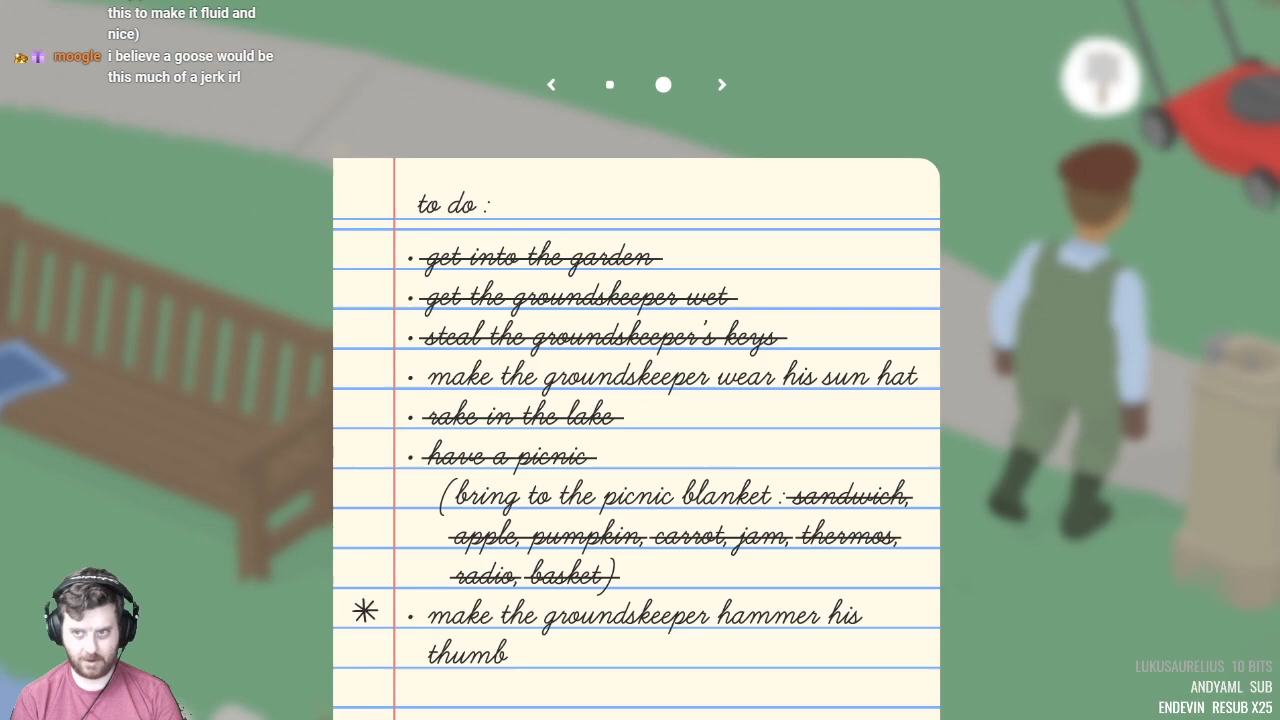 this to make it fluid and
nice)
moogle i believe a goose would be
this much of a jerk irl
to do :
• get into the garden
• get the groundskeeper wet
• steal the groundskeeper's keys
• make the groundskeeper wear his sun hat
• rake in the lake
• have a picnic
(bring to the picnic blanket : sandwich,
apple, pumpkin, carrot, jam, thermos,
radio, basket)
• make the groundskeeper hammer his
thumb
LUKUSAURELIUS 10 BITS
ANDYAML SUB
ENDEVIN RESUB X25